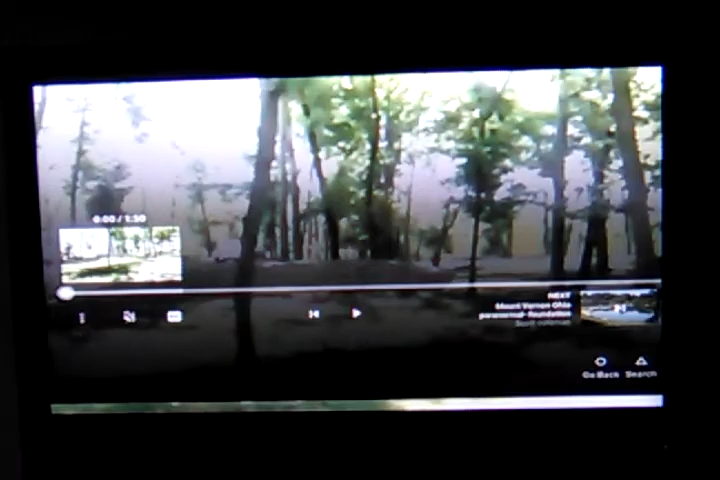 0:00 / 1:50
NEXT
Mount Vernon Ohio
paranormal- foundation
Go Back Search